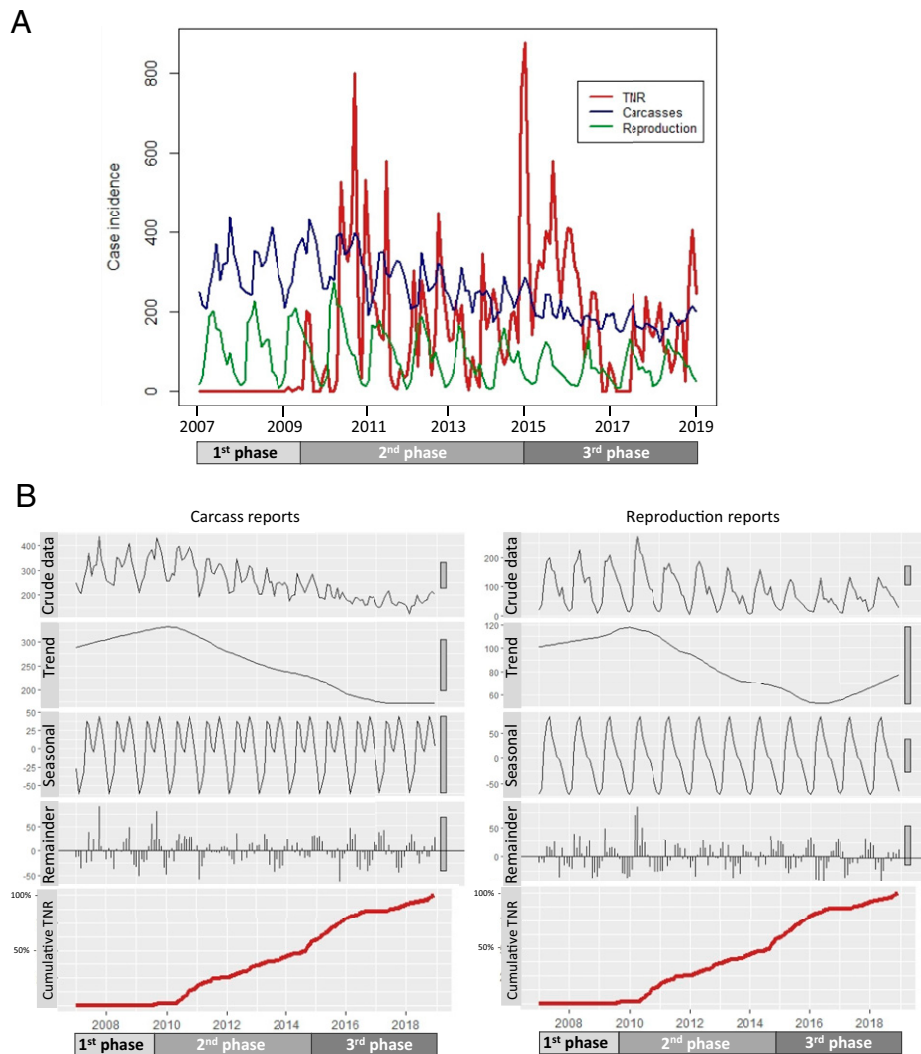 A
Case incidence
800
600
400
200
0
TNR
Carcasses
Reproduction
2007 2009 2011 2013 2015 2017 2019
1st phase 2nd phase 3rd phase
B
Carcass reports
Crude data
400
300
200
Trend
300
250
200
Seasonal
50
25
0
-25
-50
Remainder
50
0
-50
Cumulative TNR
100%
50%
2008 2010 2012 2014 2016 2018
1st phase 2nd phase 3rd phase
Reproduction reports
Crude data
200
100
0
Trend
120
100
80
60
Seasonal
50
0
-50
Remainder
50
0
Cumulative TNR
100%
50%
2008 2010 2012 2014 2016 2018
1st phase 2nd phase 3rd phase